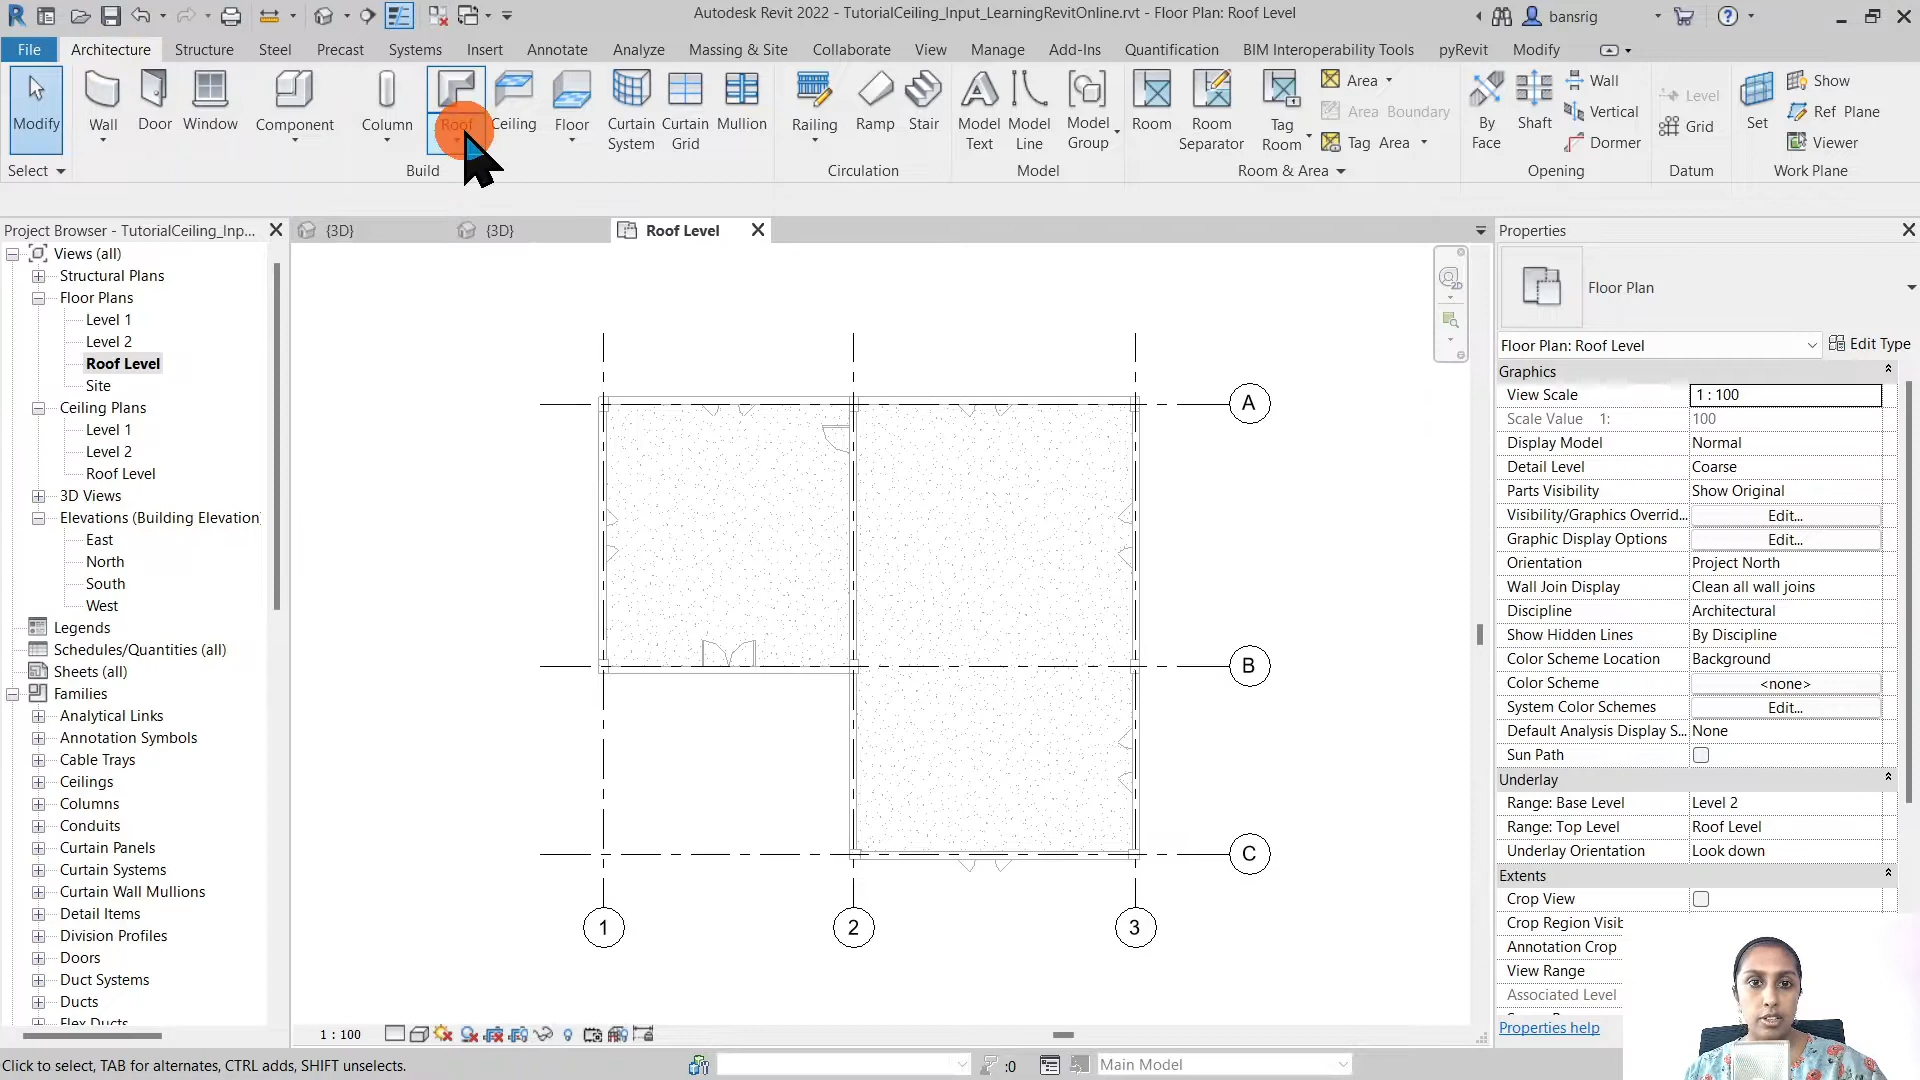 Autodesk Revit 2022 - TutorialCeiling_Input_LearningRevitOnline.rvt - Floor Plan: Roof Level
bansrig
File Architecture Structure Steel Precast Systems Insert Annotate Analyze Massing & Site Collaborate View Manage Add-Ins Quantification BIM Interoperability Tools pyRevit Modify
Modify Wall Door Window Component Column Roof Ceiling Floor Curtain System Curtain Grid Mullion Railing Ramp Stair Model Text Model Line Model Group Room Room Separator Tag Room Area Area Boundary Tag Area By Face Shaft Wall Vertical Dormer Level Grid Set Show Ref Plane Viewer
Select Build Circulation Model Room & Area Opening Datum Work Plane
Project Browser - TutorialCeiling_Inp...
{3D}
{3D}
Roof Level
Properties
Views (all)
Structural Plans
Floor Plans
Level 1
Level 2
Roof Level
Site
Ceiling Plans
Level 1
Level 2
Roof Level
3D Views
Elevations (Building Elevation
East
North
South
West
Legends
Schedules/Quantities (all)
Sheets (all)
Families
Analytical Links
Annotation Symbols
Cable Trays
Ceilings
Columns
Conduits
Curtain Panels
Curtain Systems
Curtain Wall Mullions
Detail Items
Division Profiles
Doors
Duct Systems
Ducts
Flex Ducts
A
B
C
1 2 3
2D
Floor Plan
Floor Plan: Roof Level Edit Type
Graphics
View Scale 1 : 100
Scale Value 1: 100
Display Model Normal
Detail Level Coarse
Parts Visibility Show Original
Visibility/Graphics Overrid... Edit...
Graphic Display Options Edit...
Orientation Project North
Wall Join Display Clean all wall joins
Discipline Architectural
Show Hidden Lines By Discipline
Color Scheme Location Background
Color Scheme <none>
System Color Schemes Edit...
Default Analysis Display S... None
Sun Path
Underlay
Range: Base Level Level 2
Range: Top Level Roof Level
Underlay Orientation Look down
Extents
Crop View
Crop Region Visib
Annotation Crop
View Range
Associated Level
Properties help
1 : 100
Click to select, TAB for alternates, CTRL adds, SHIFT unselects.
:0
Main Model